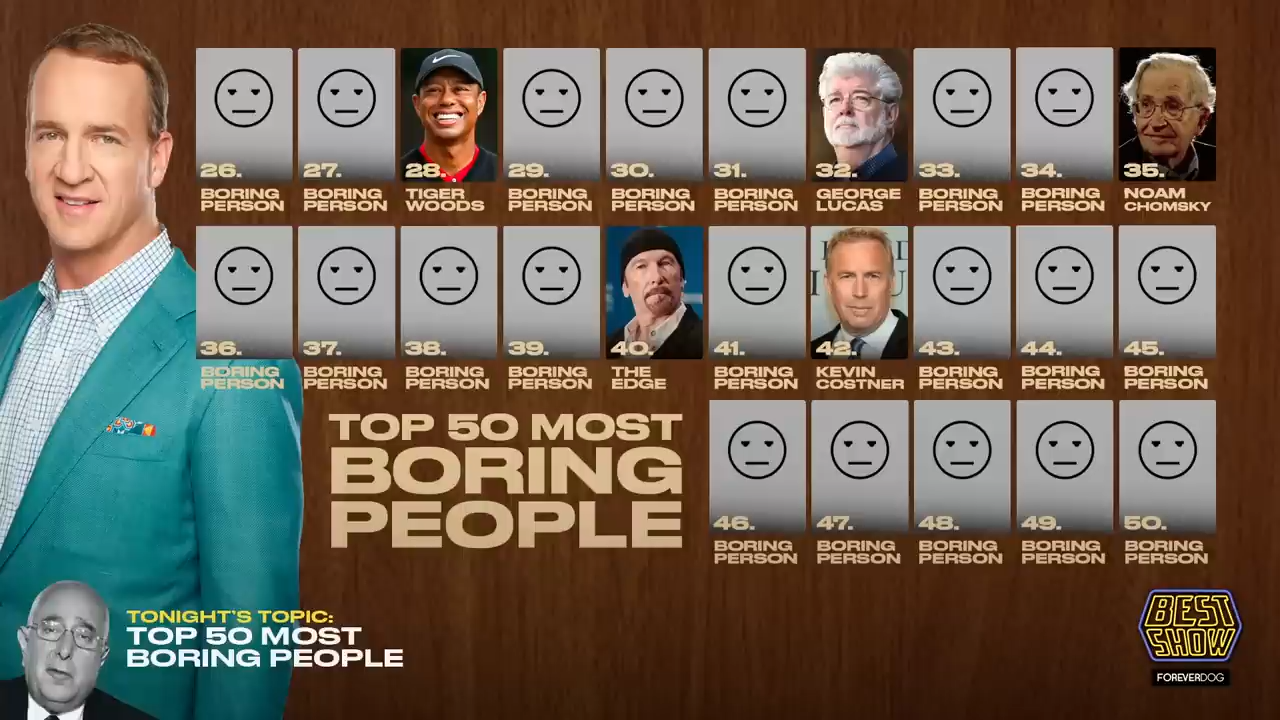 26.
BORING
PERSON
27.
BORING
PERSON
28.
TIGER
WOODS
29.
BORING
PERSON
30.
BORING
PERSON
31.
BORING
PERSON
32.
GEORGE
LUCAS
33.
BORING
PERSON
34.
BORING
PERSON
35.
NOAM
CHOMSKY
36.
BORING
PERSON
37.
BORING
PERSON
38.
BORING
PERSON
39.
BORING
PERSON
40.
THE
EDGE
41.
BORING
PERSON
42.
KEVIN
COSTNER
43.
BORING
PERSON
44.
BORING
PERSON
45.
BORING
PERSON
TOP 50 MOST
BORING
PEOPLE
46.
BORING
PERSON
47.
BORING
PERSON
48.
BORING
PERSON
49.
BORING
PERSON
50.
BORING
PERSON
TONIGHT'S TOPIC:
TOP 50 MOST
BORING PEOPLE
BEST
SHOW
FOREVERDOG